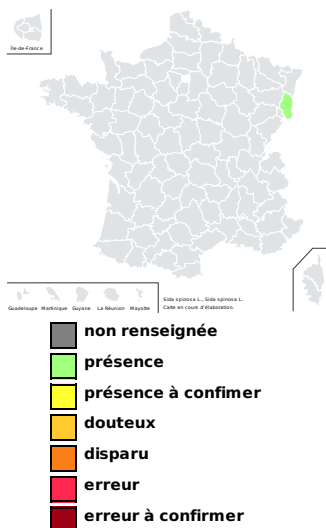 Île-de-France
Guadeloupe Martinique Guyane La Réunion Mayotte
Sida spinosa L., Sida spinosa L.
Carte en cours d'élaboration.
non renseignée
présence
présence à confimer
douteux
disparu
erreur
erreur à confirmer